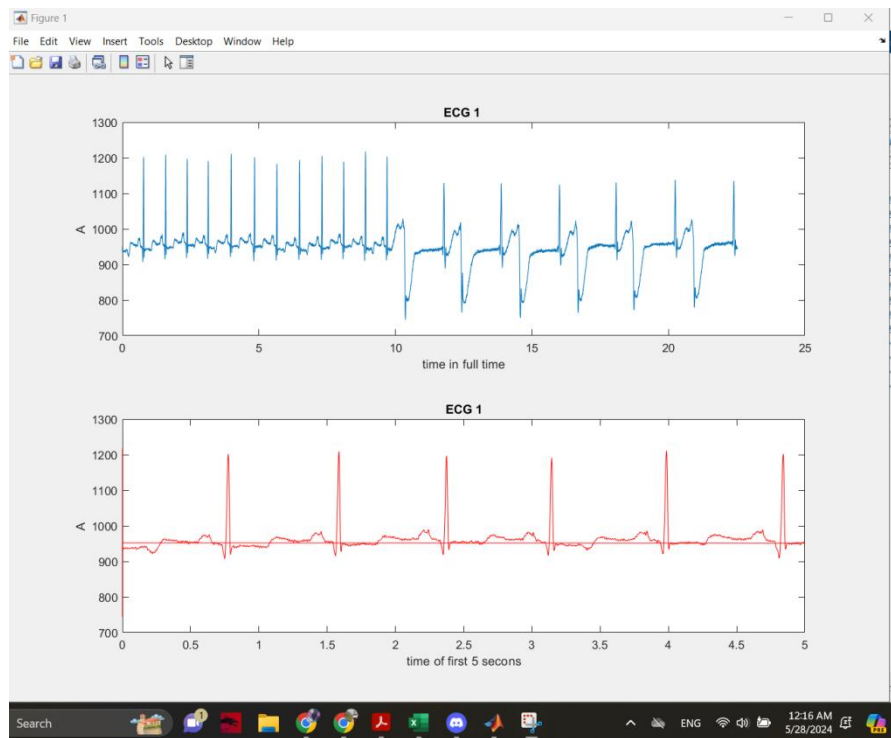 Figure 1
File Edit View Insert Tools Desktop Window Help
ECG 1
1300
1200
1100
1000
900
800
700
A
0 5 10 15 20 25
time in full time
ECG 1
1300
1200
1100
1000
900
800
700
A
0 0.5 1 1.5 2 2.5 3 3.5 4 4.5 5
time of first 5 secons
Search
1
ENG
12:16 AM
5/28/2024